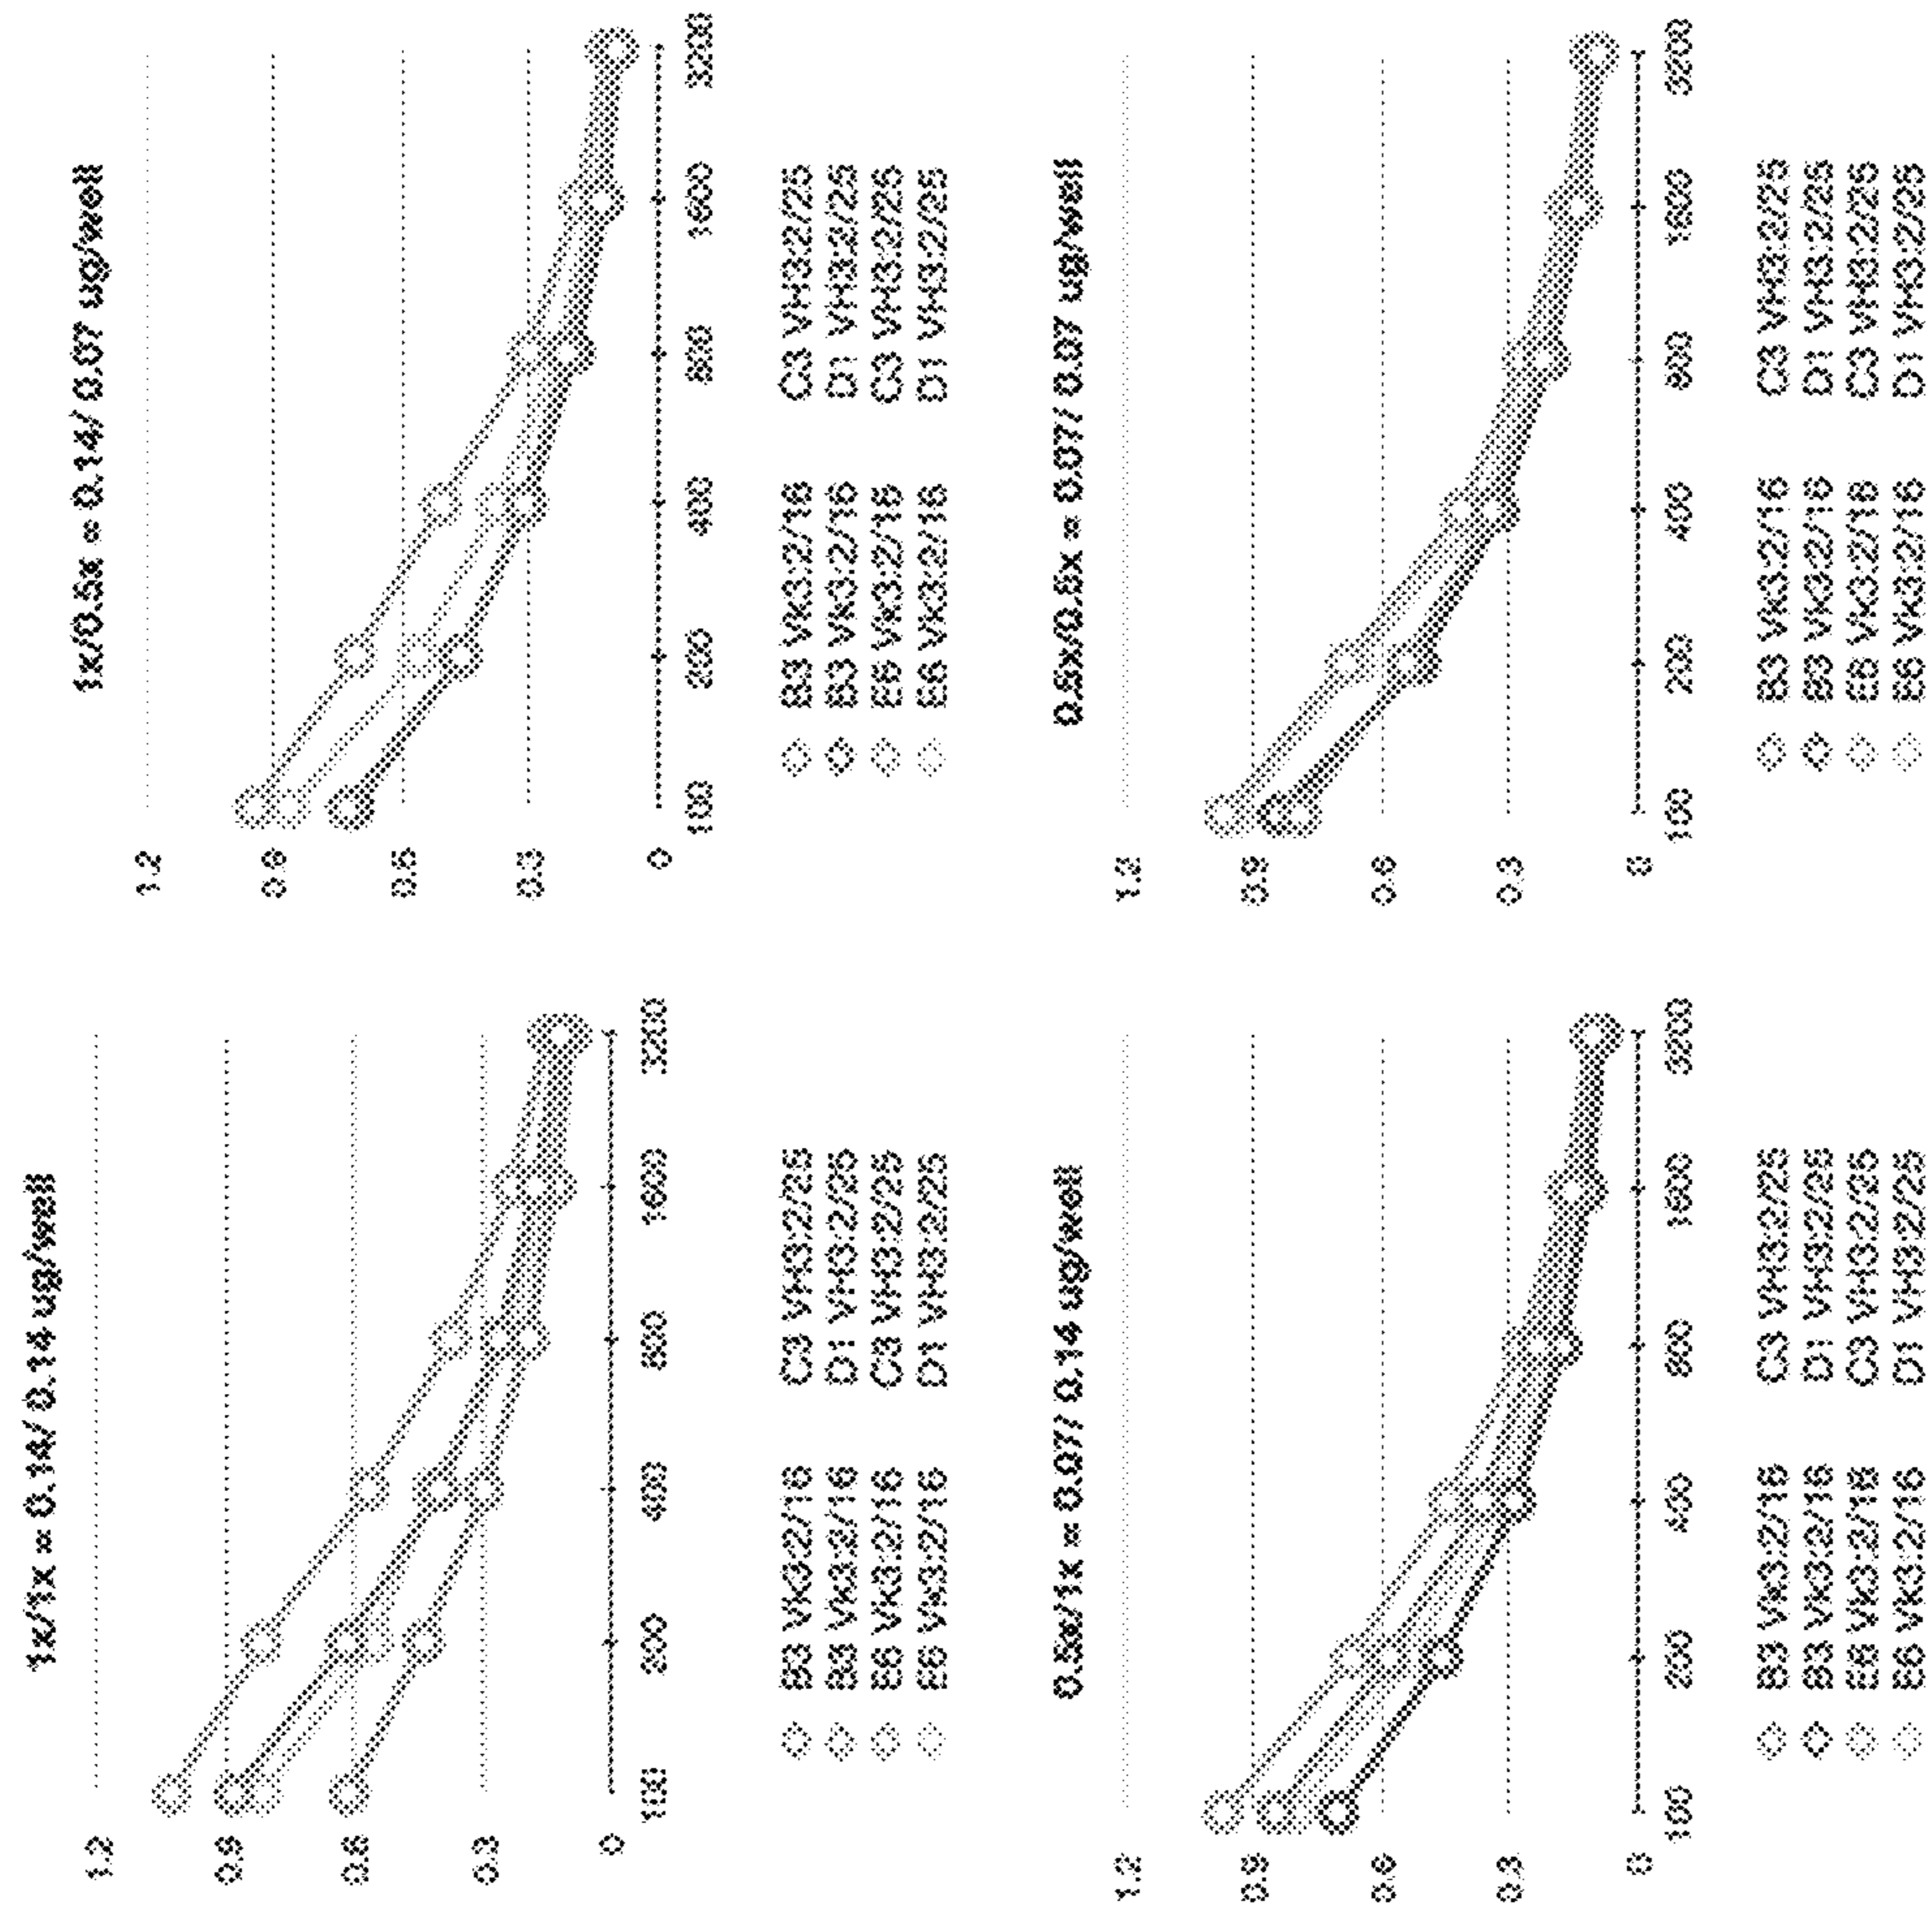 1x/1x = 0.14/ 0.14 ug/well
1.2
0.9
0.6
0.3
0
100 200 400 800 1600 3200
B3 Vk3:2/16 C3 VH3:2/25
B3 Vk3:2/16 D1 VH3:2/25
E6 Vk3:2/16 C3 VH3:2/25
E6 Vk3:2/16 D1 VH3:2/25
1x/0.5x = 0.14/ 0.07 ug/well
1.2
0.9
0.6
0.3
0
100 200 400 800 1600 3200
B3 Vk3:2/16 C3 VH3:2/25
B3 Vk3:2/16 D1 VH3:2/25
E6 Vk3:2/16 C3 VH3:2/25
E6 Vk3:2/16 D1 VH3:2/25
0.5x/1x = 0.07/ 0.14 ug/well
1.2
0.9
0.6
0.3
0
100 200 400 800 1600 3200
B3 Vk3:2/16 C3 VH3:2/25
B3 Vk3:2/16 D1 VH3:2/25
E6 Vk3:2/16 C3 VH3:2/25
E6 Vk3:2/16 D1 VH3:2/25
0.5x/0.5x = 0.07/ 0.07 ug/well
1.2
0.9
0.6
0.3
0
100 200 400 800 1600 3200
B3 Vk3:2/16 C3 VH3:2/25
B3 Vk3:2/16 D1 VH3:2/25
E6 Vk3:2/16 C3 VH3:2/25
E6 Vk3:2/16 D1 VH3:2/25